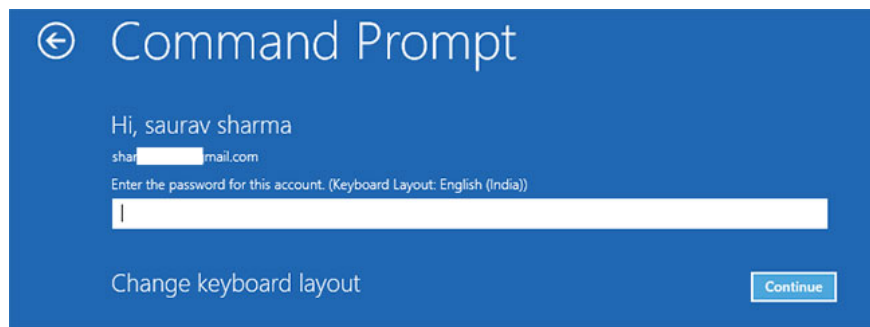 Command Prompt
Hi, saurav sharma
shar mail.com
Enter the password for this account. (Keyboard Layout: English (India))
Change keyboard layout
Continue